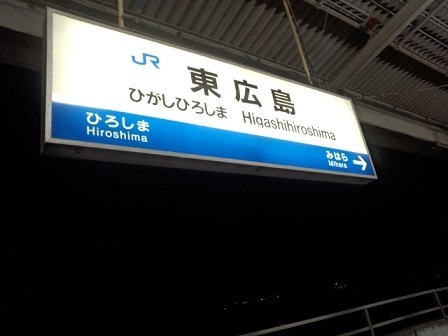 JR 東広島
ひがしひろしま Higashihiroshima
ひろしま みはら
Hiroshima Mihara